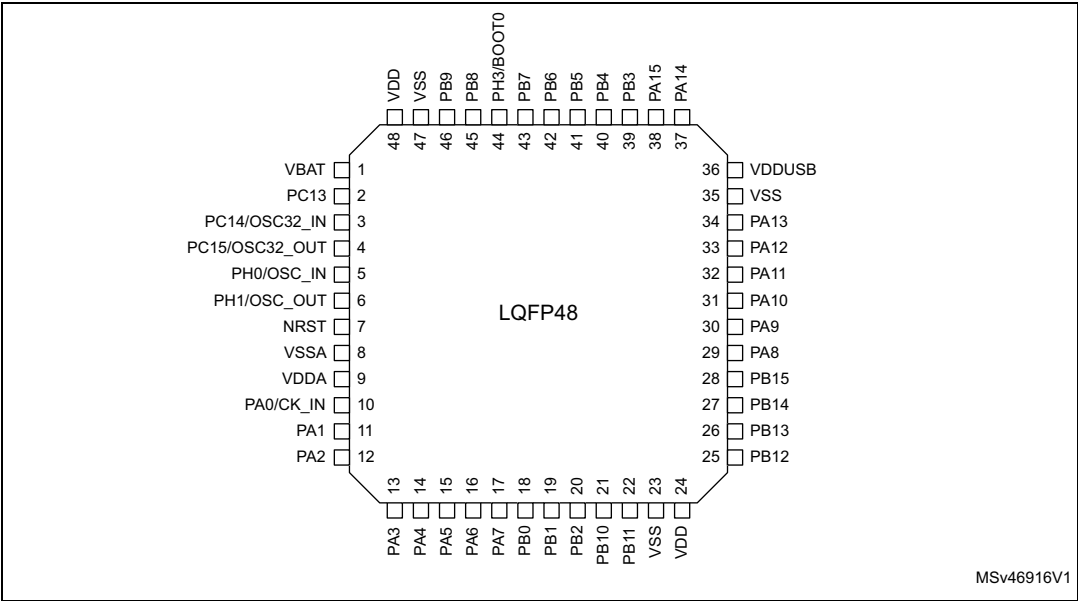 VDD
VSS
PB9
PB8
PH3/BOOT0
PB7
PB6
PB5
PB4
PB3
PA15
PA14
48
47
46
45
44
43
42
41
40
39
38
37
VBAT 1
PC13 2
PC14/OSC32_IN 3
PC15/OSC32_OUT 4
PH0/OSC_IN 5
PH1/OSC_OUT 6
NRST 7
VSSA 8
VDDA 9
PA0/CK_IN 10
PA1 11
PA2 12
LQFP48
36 VDDUSB
35 VSS
34 PA13
33 PA12
32 PA11
31 PA10
30 PA9
29 PA8
28 PB15
27 PB14
26 PB13
25 PB12
13
14
15
16
17
18
19
20
21
22
23
24
PA3
PA4
PA5
PA6
PA7
PB0
PB1
PB2
PB10
PB11
VSS
VDD
MSv46916V1